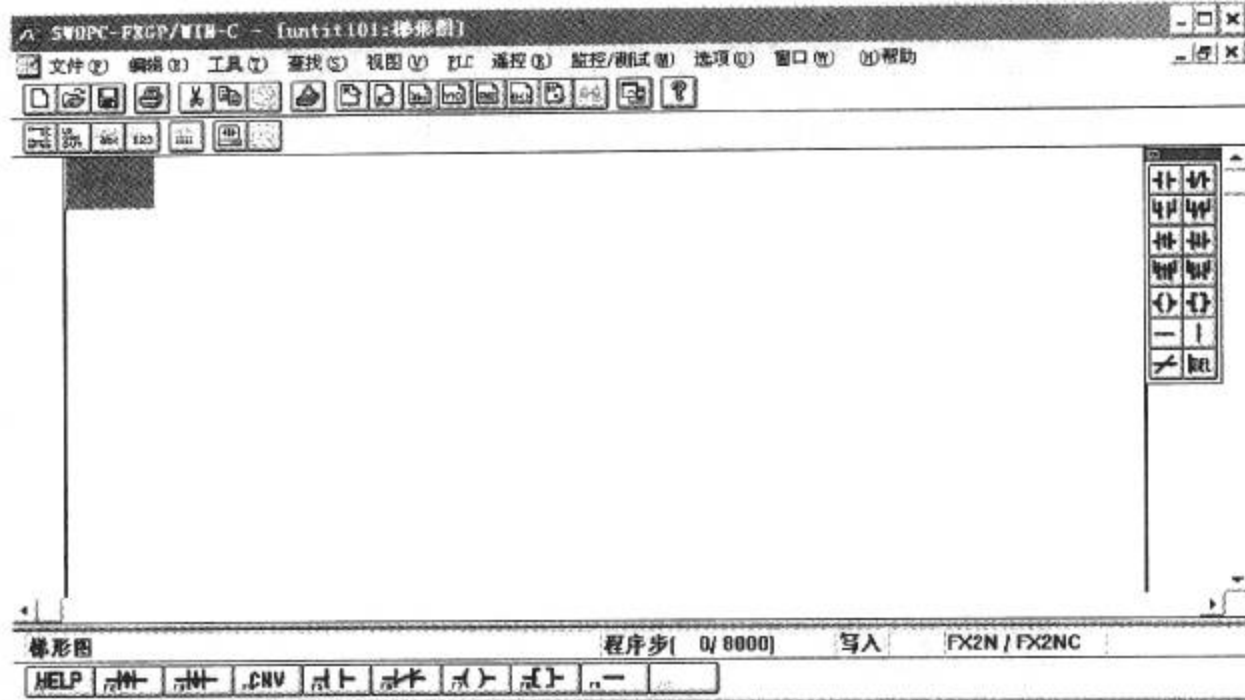 SWOPC-FXGP/WIN-C - [untit101:梯形图]
文件(F) 编辑(E) 工具(T) 查找(S) 视图(V) PLC 遥控(R) 监控/测试(M) 选项(O) 窗口(W) (H)帮助
123
DEL
梯形图 程序步[ 0/ 8000] 写入 FX2N / FX2NC
HELP CNV